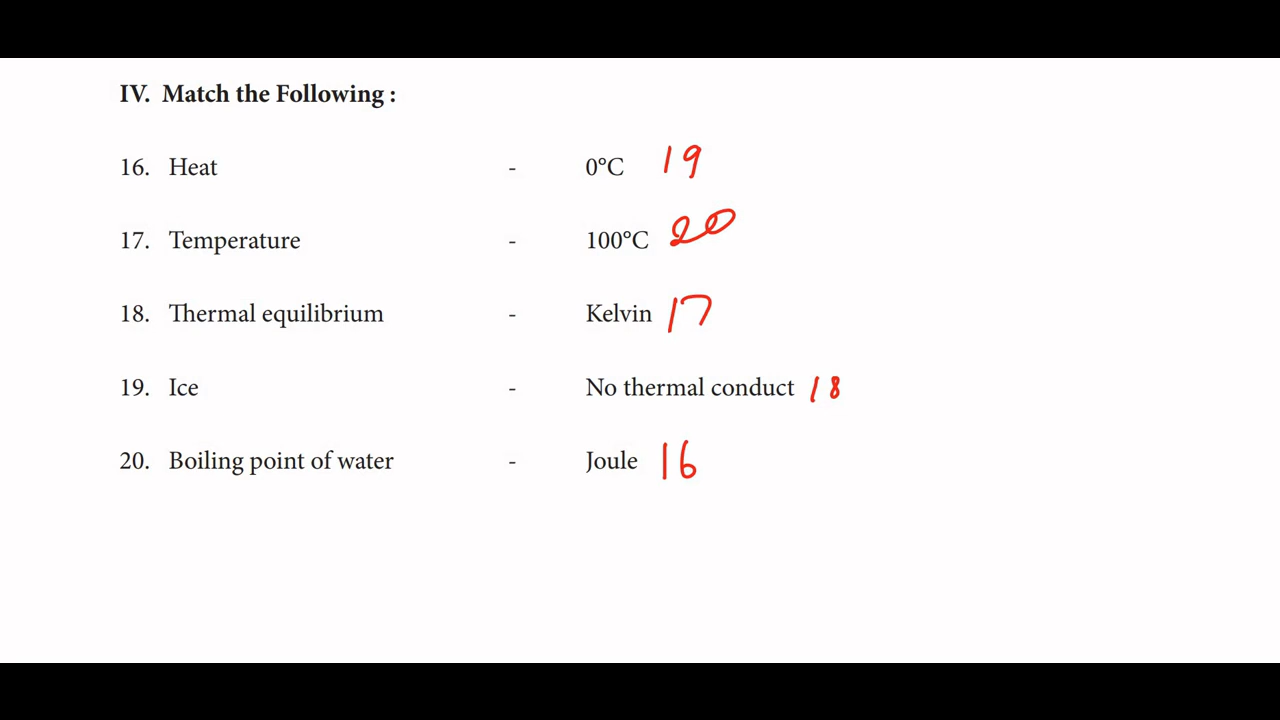 IV. Match the Following :
16. Heat - 0°C 19
17. Temperature - 100°C 20
18. Thermal equilibrium - Kelvin 17
19. Ice - No thermal conduct 18
20. Boiling point of water - Joule 16